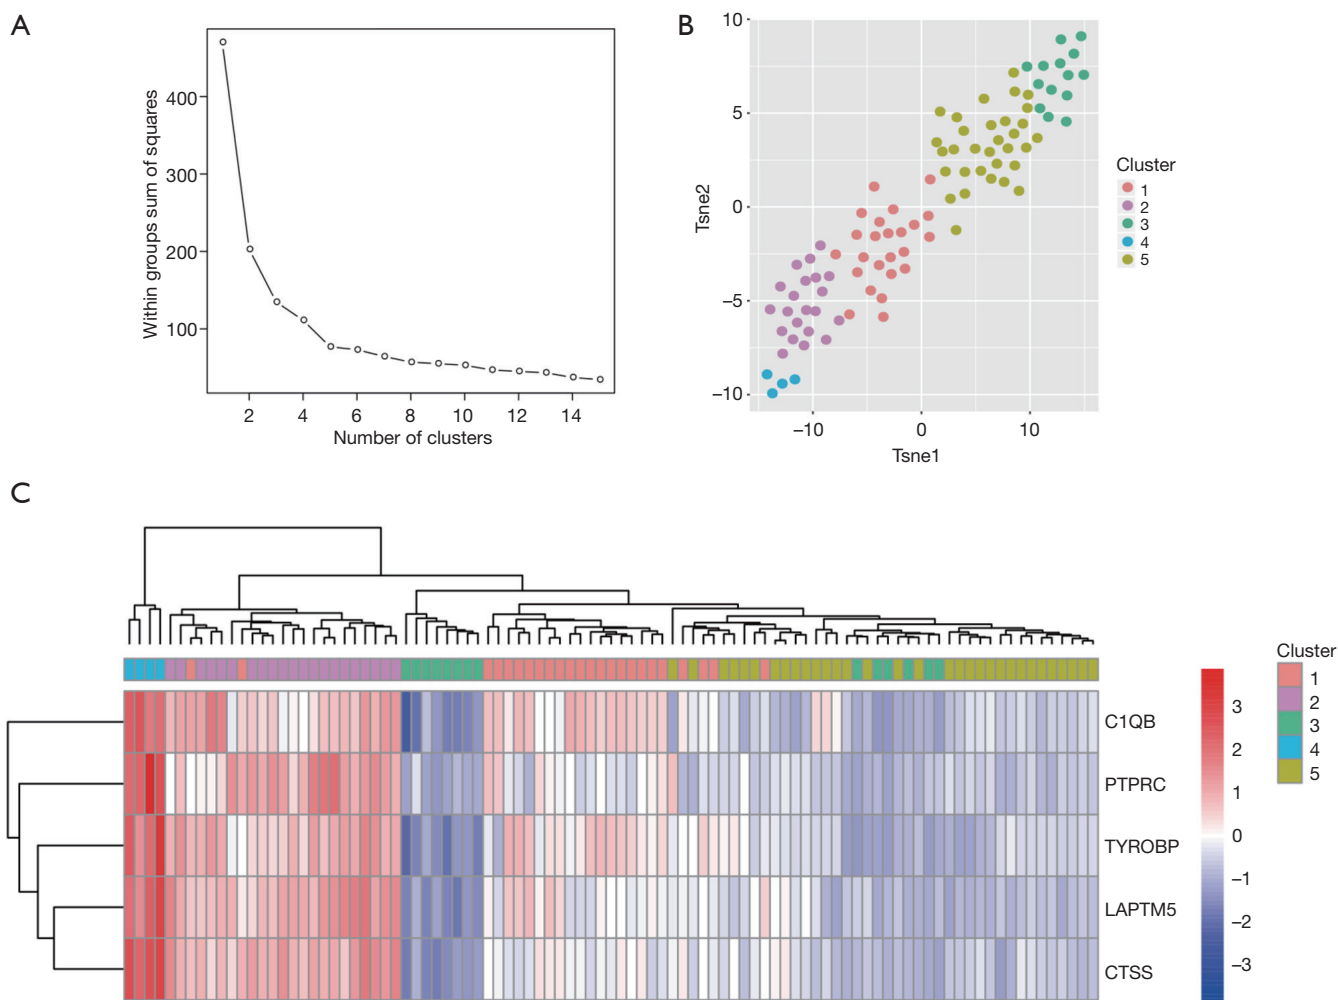 A
Within groups sum of squares
400
300
200
100
2 4 6 8 10 12 14
Number of clusters
B
Tsne2
10
5
0
−5
−10
−10 0 10
Tsne1
Cluster
1
2
3
4
5
C
C1QB
PTPRC
TYROBP
LAPTM5
CTSS
3
2
1
0
−1
−2
−3
Cluster
1
2
3
4
5